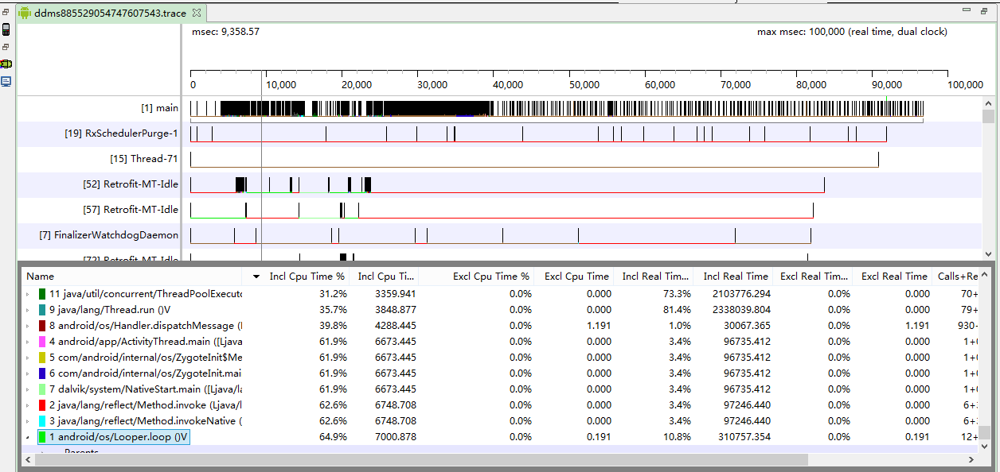 ddms885529054747607543.trace
msec: 9,358.57 max msec: 100,000 (real time, dual clock)
0 10,000 20,000 30,000 40,000 50,000 60,000 70,000 80,000 90,000 100,000
[1] main
[19] RxSchedulerPurge-1
[15] Thread-71
[52] Retrofit-MT-Idle
[57] Retrofit-MT-Idle
[7] FinalizerWatchdogDaemon
[72] Retrofit-MT-Idle
Name Incl Cpu Time % Incl Cpu Ti... Excl Cpu Time % Excl Cpu Time Incl Real Tim... Incl Real Time Excl Real Tim... Excl Real Time Calls+Re
11 java/util/concurrent/ThreadPoolExecuto 31.2% 3359.941 0.0% 0.000 73.3% 2103776.294 0.0% 0.000 70+
9 java/lang/Thread.run ()V 35.7% 3848.877 0.0% 0.000 81.4% 2338039.804 0.0% 0.000 79+
8 android/os/Handler.dispatchMessage (l 39.8% 4288.445 0.0% 1.191 1.0% 30067.365 0.0% 1.191 930-
4 android/app/ActivityThread.main ([Ljava 61.9% 6673.445 0.0% 0.000 3.4% 96735.412 0.0% 0.000 1+0
5 com/android/internal/os/ZygoteInit$Me 61.9% 6673.445 0.0% 0.000 3.4% 96735.412 0.0% 0.000 1+0
6 com/android/internal/os/ZygoteInit.mai 61.9% 6673.445 0.0% 0.000 3.4% 96735.412 0.0% 0.000 1+0
7 dalvik/system/NativeStart.main ([Ljava/la 61.9% 6673.445 0.0% 0.000 3.4% 96735.412 0.0% 0.000 1+0
2 java/lang/reflect/Method.invoke (Ljava/l 62.6% 6748.708 0.0% 0.000 3.4% 97246.440 0.0% 0.000 6+3
3 java/lang/reflect/Method.invokeNative ( 62.6% 6748.708 0.0% 0.000 3.4% 97246.440 0.0% 0.000 6+3
1 android/os/Looper.loop ()V 64.9% 7000.878 0.0% 0.191 10.8% 310757.354 0.0% 0.191 12+
Parents